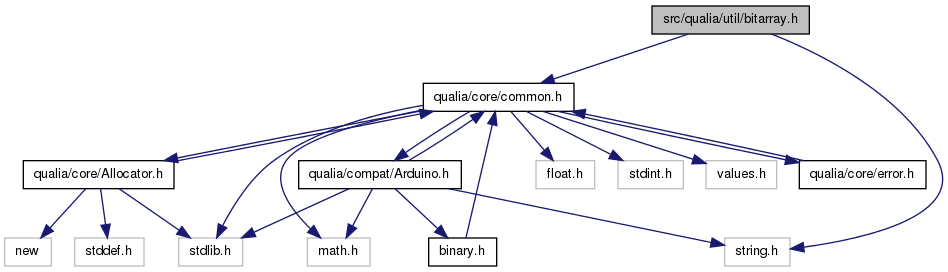 src/qualia/util/bitarray.h
qualia/core/common.h
qualia/core/Allocator.h
qualia/compat/Arduino.h
float.h
stdint.h
values.h
qualia/core/error.h
new
stddef.h
stdlib.h
math.h
binary.h
string.h